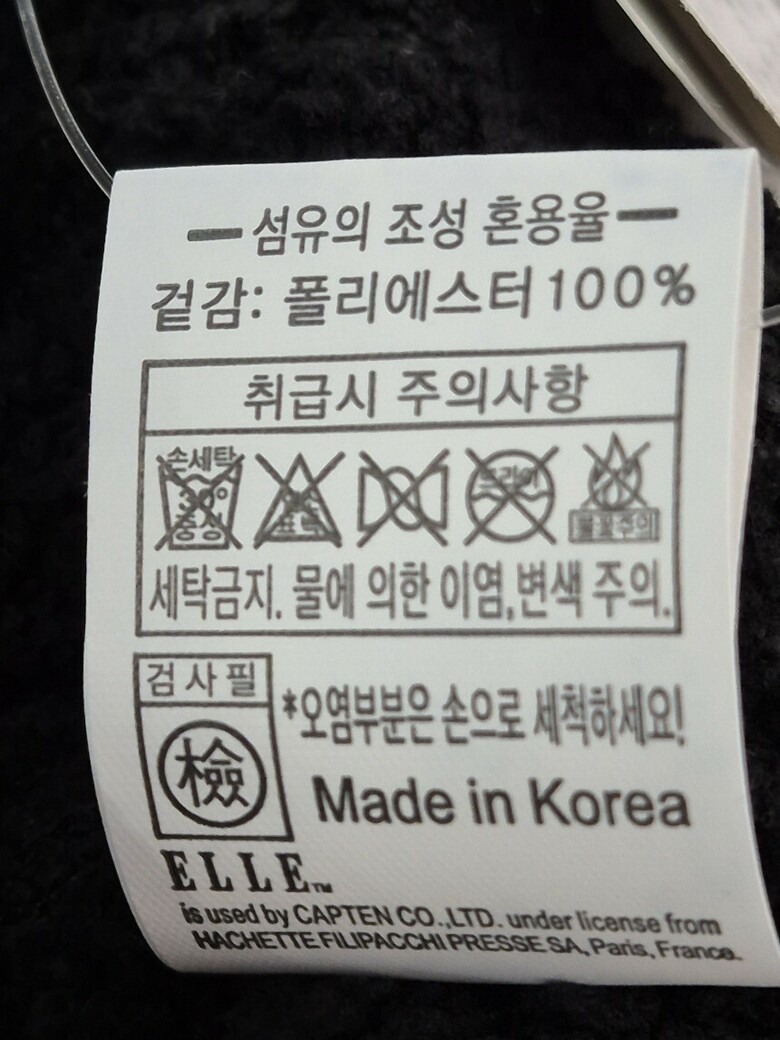 섬유의 조성 혼용율
겉감: 폴리에스터 100%
취급시 주의사항
손세탁
30°
중성
표백
드라이
불꽃주의
세탁금지. 물에 의한 이염,변색 주의.
검사필
檢
*오염부분은 손으로 세척하세요!
Made in Korea
ELLE™
is used by CAPTEN CO.,LTD. under license from
HACHETTE FILIPACCHI PRESSE SA, Paris, France.